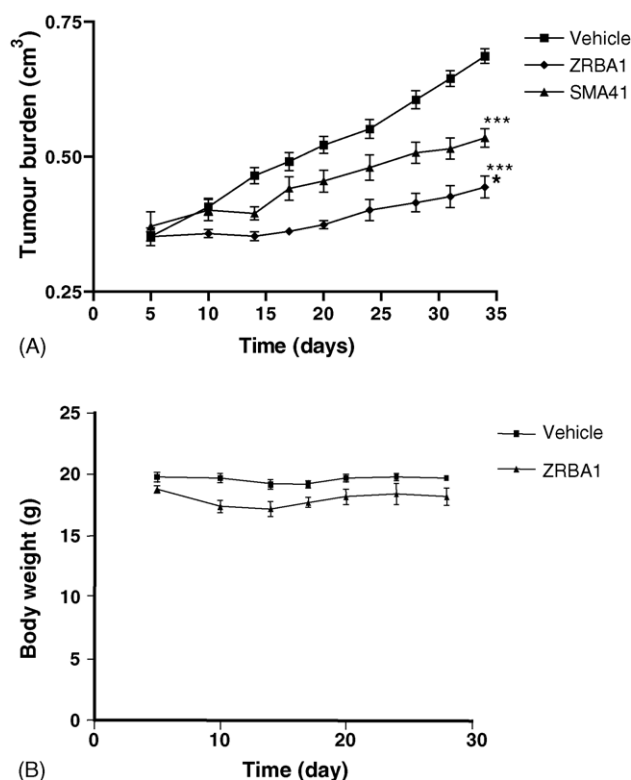 0.75
0.50
0.25
Tumour burden (cm³)
Vehicle
ZRBA1
SMA41
***
***
*
0 5 10 15 20 25 30 35
Time (days)
(A)
25
20
15
10
5
0
Body weight (g)
Vehicle
ZRBA1
0 10 20 30
Time (day)
(B)